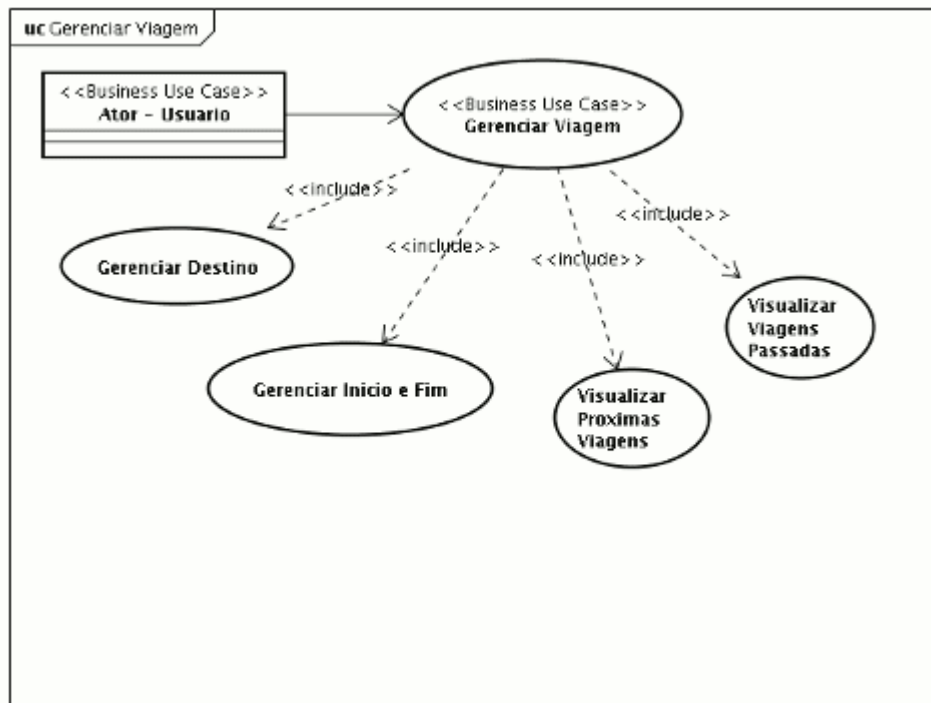 uc Gerenciar Viagem
<<Business Use Case>>
Ator - Usuario
<<Business Use Case>>
Gerenciar Viagem
<<include>>
<<include>>
<<include>>
<<include>>
Gerenciar Destino
Gerenciar Inicio e Fim
Visualizar
Proximas
Viagens
Visualizar
Viagens
Passadas